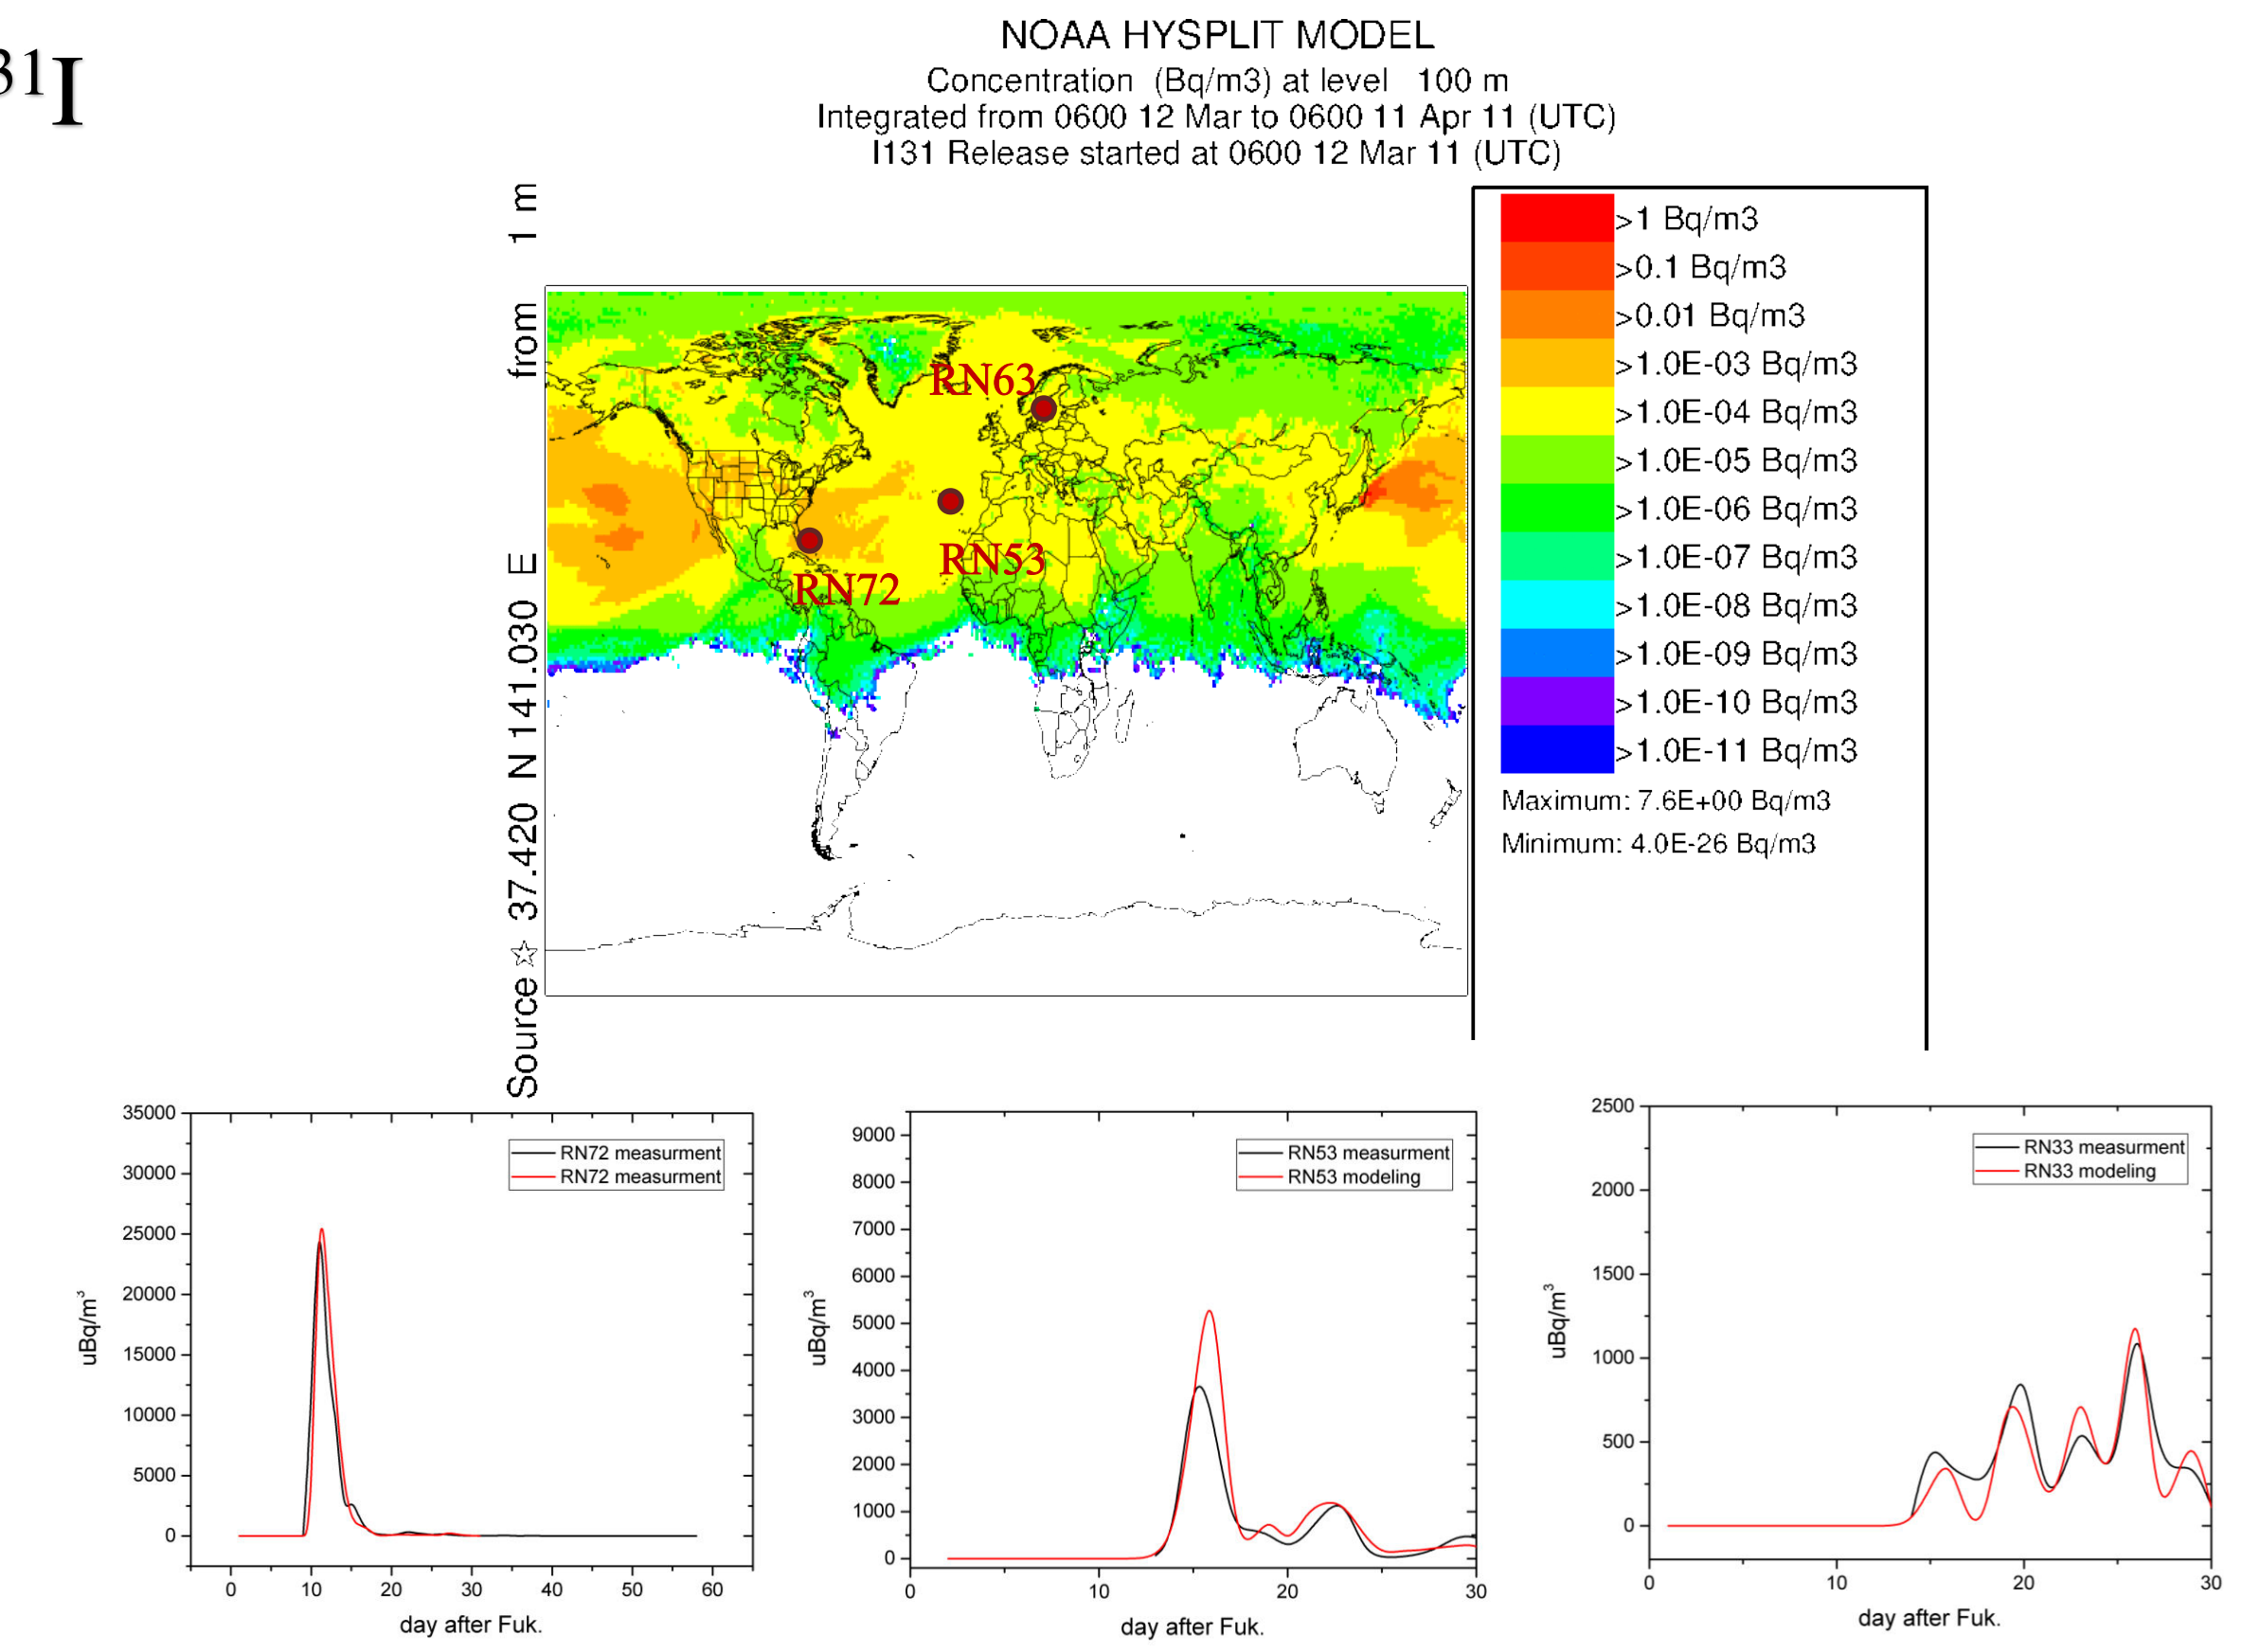 31I
NOAA HYSPLIT MODEL
Concentration (Bq/m3) at level 100 m
Integrated from 0600 12 Mar to 0600 11 Apr 11 (UTC)
I131 Release started at 0600 12 Mar 11 (UTC)
Source ☆ 37.420 N 141.030 E from 1 m
RN63
RN53
RN72
>1 Bq/m3
>0.1 Bq/m3
>0.01 Bq/m3
>1.0E-03 Bq/m3
>1.0E-04 Bq/m3
>1.0E-05 Bq/m3
>1.0E-06 Bq/m3
>1.0E-07 Bq/m3
>1.0E-08 Bq/m3
>1.0E-09 Bq/m3
>1.0E-10 Bq/m3
>1.0E-11 Bq/m3
Maximum: 7.6E+00 Bq/m3
Minimum: 4.0E-26 Bq/m3
35000
30000
25000
20000
15000
10000
5000
0
uBq/m³
RN72 measurment
RN72 measurment
0 10 20 30 40 50 60
day after Fuk.
9000
8000
7000
6000
5000
4000
3000
2000
1000
0
uBq/m³
RN53 measurment
RN53 modeling
0 10 20 30
day after Fuk.
2500
2000
1500
1000
500
0
uBq/m³
RN33 measurment
RN33 modeling
0 10 20 30
day after Fuk.